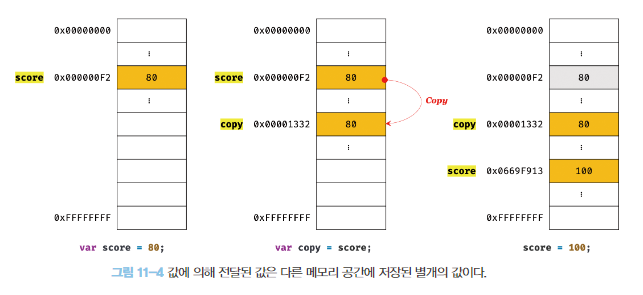 0x00000000
⋮
score 0x000000F2 80
⋮
0xFFFFFFFF
var score = 80;
0x00000000
⋮
score 0x000000F2 80
Copy
copy 0x00001332 80
⋮
0xFFFFFFFF
var copy = score;
0x00000000
⋮
0x000000F2 80
⋮
copy 0x00001332 80
score 0x0669F913 100
⋮
0xFFFFFFFF
score = 100;
그림 11-4 값에 의해 전달된 값은 다른 메모리 공간에 저장된 별개의 값이다.